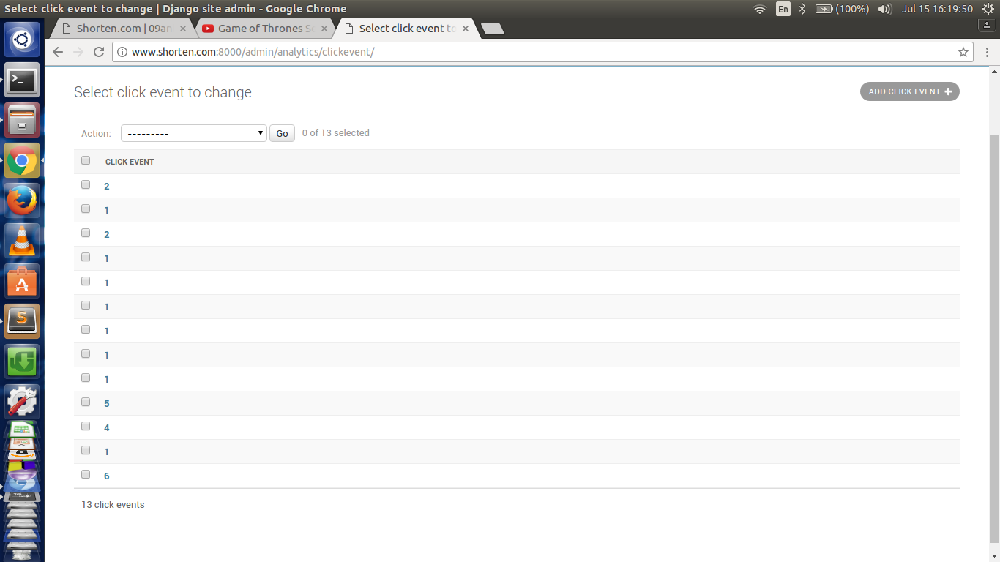 Select click event to change | Django site admin - Google Chrome
En
(100%)
Jul 15 16:19:50
Shorten.com | 09an
Game of Thrones Se
Select click event to
www.shorten.com:8000/admin/analytics/clickevent/
Select click event to change
ADD CLICK EVENT
Action:
---------
Go
0 of 13 selected
CLICK EVENT
2
1
2
1
1
1
1
1
1
5
4
1
6
13 click events